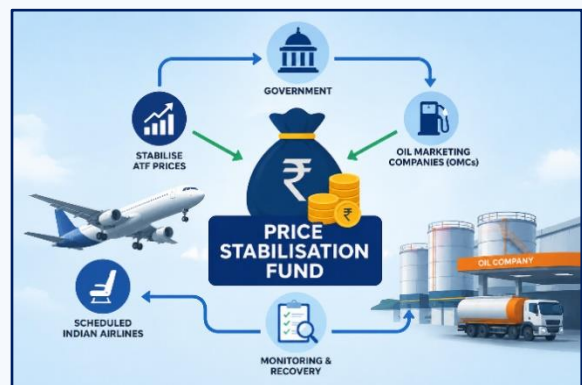 GOVERNMENT
STABILISE
ATF PRICES
OIL MARKETING
COMPANIES (OMCs)
₹
₹
PRICE
STABILISATION
FUND
OIL COMPANY
SCHEDULED
INDIAN AIRLINES
MONITORING &
RECOVERY